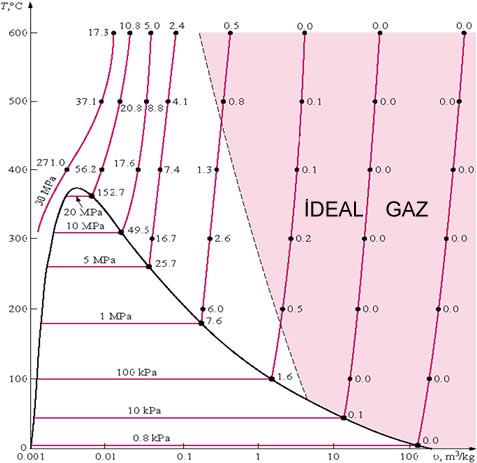 T,°C
600
17.3 10.8 5.0 2.4 0.5 0.0 0.0 0.0
500
37.1 20.8 8.8 4.1 0.8 0.1 0.0 0.0
400
271.0 56.2 17.6 7.4 1.3 0.1 0.0 0.0
İDEAL GAZ
30 MPa
152.7
20 MPa
10 MPa 49.5
300
16.7 2.6 0.2 0.0 0.0
5 MPa 25.7
200
6.0 0.5 0.0 0.0
1 MPa 7.6
100
100 kPa 1.6 0.0 0.0
10 kPa 0.1
0.8 kPa 0.0
0
0.001 0.01 0.1 1 10 100 υ, m³/kg